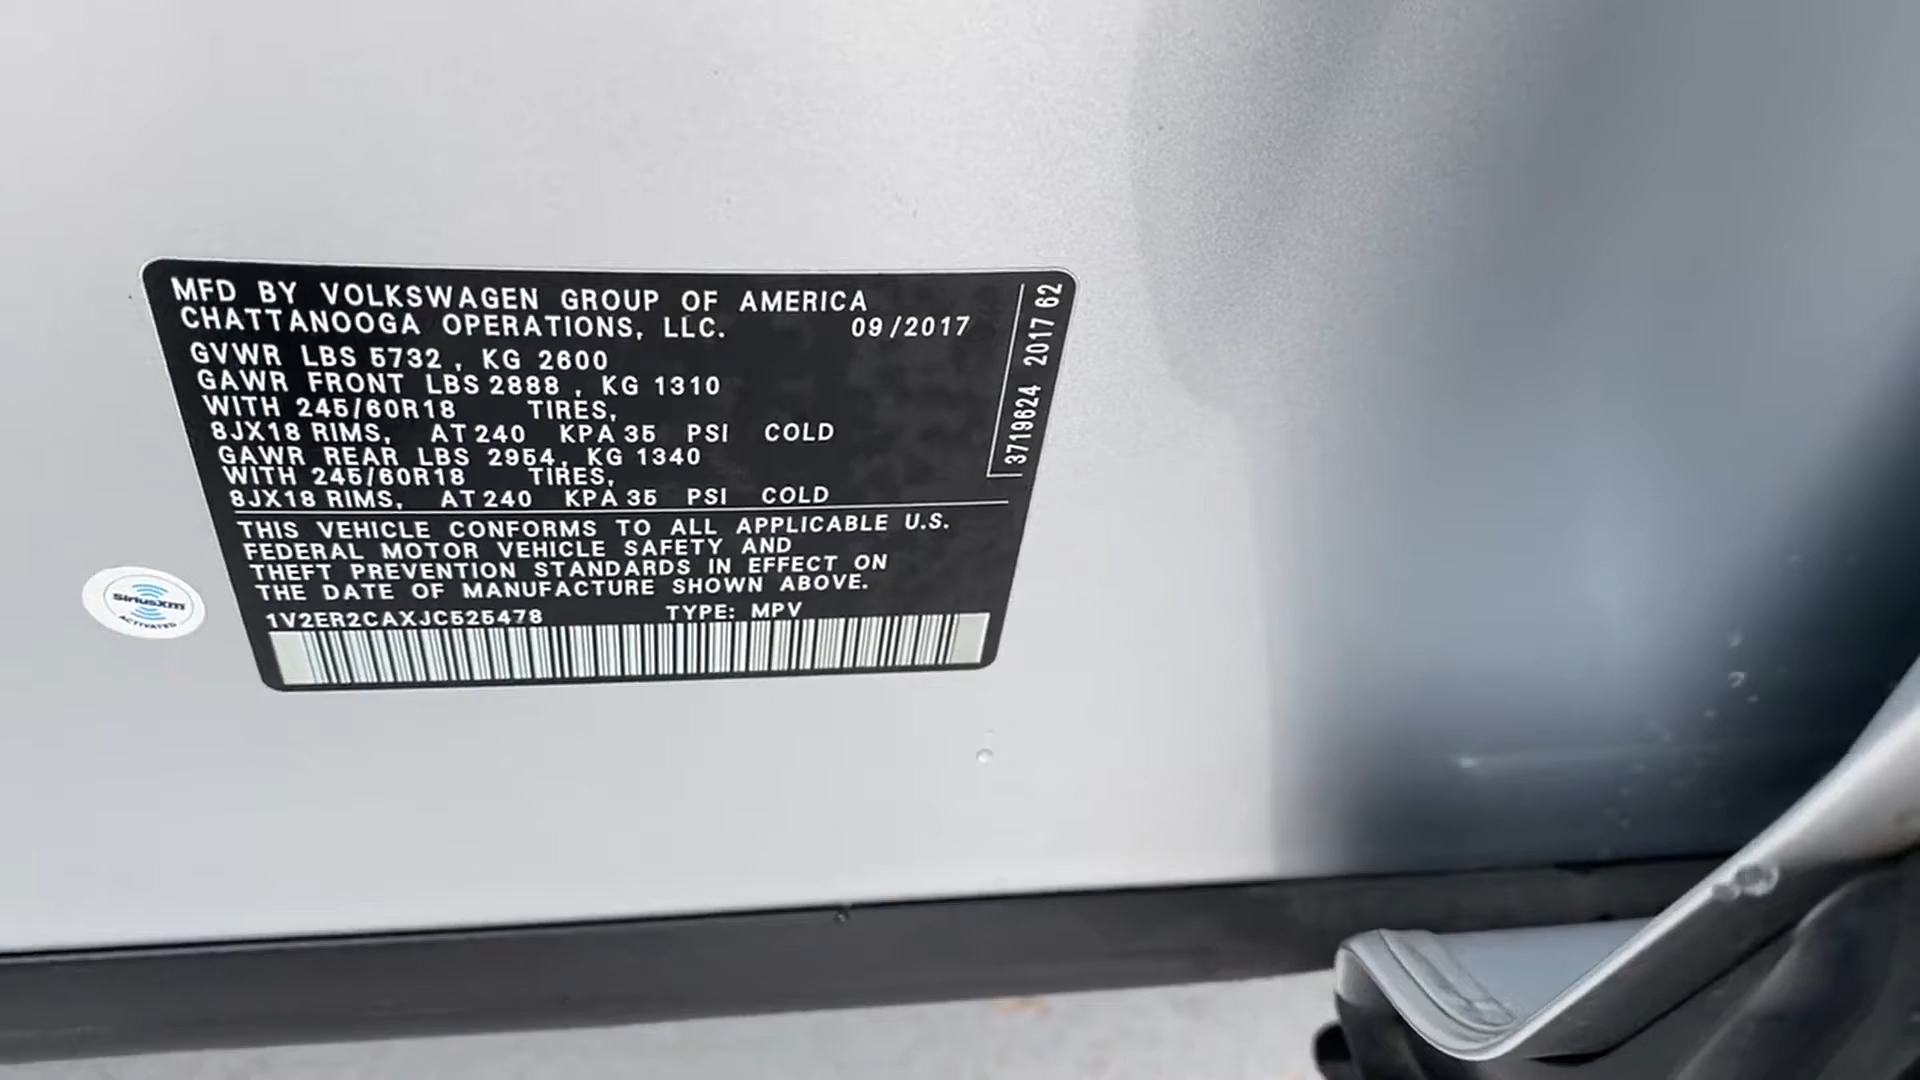 MFD BY VOLKSWAGEN GROUP OF AMERICA
CHATTANOOGA OPERATIONS, LLC. 09/2017
GVWR LBS 5732, KG 2600
GAWR FRONT LBS 2888, KG 1310
WITH 245/60R18 TIRES,
8JX18 RIMS, AT 240 KPA 35 PSI COLD
GAWR REAR LBS 2954, KG 1340
WITH 245/60R18 TIRES,
8JX18 RIMS, AT 240 KPA 35 PSI COLD
THIS VEHICLE CONFORMS TO ALL APPLICABLE U.S.
FEDERAL MOTOR VEHICLE SAFETY AND
THEFT PREVENTION STANDARDS IN EFFECT ON
THE DATE OF MANUFACTURE SHOWN ABOVE.
1V2ER2CAXJC525478 TYPE: MPV
3719624 2017 62
SiriusXM
ACTIVATED